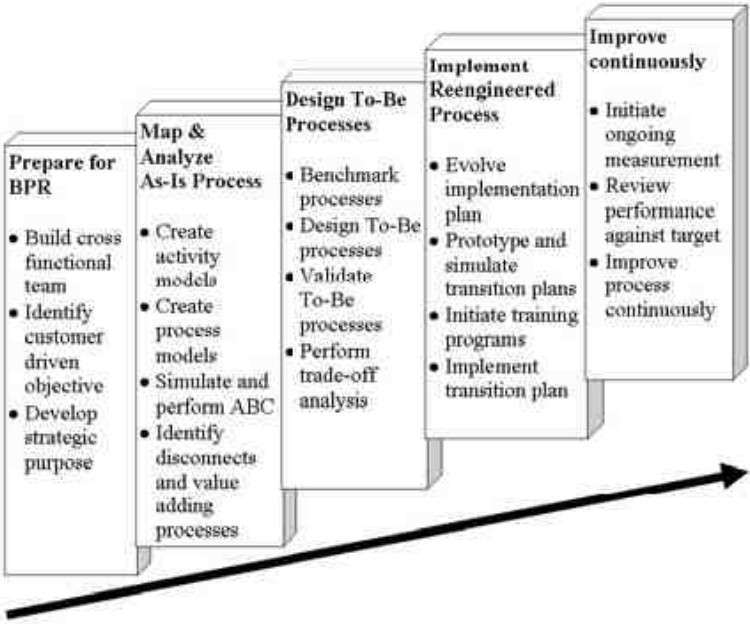 Prepare for
BPR
• Build cross
functional
team
• Identify
customer
driven
objective
• Develop
strategic
purpose
Map &
Analyze
As-Is Process
• Create
activity
models
• Create
process
models
• Simulate and
perform ABC
• Identify
disconnects
and value
adding
processes
Design To-Be
Processes
• Benchmark
processes
• Design To-Be
processes
• Validate
To-Be
processes
• Perform
trade-off
analysis
Implement
Reengineered
Process
• Evolve
implementation
plan
• Prototype and
simulate
transition plans
• Initiate training
programs
• Implement
transition plan
Improve
continuously
• Initiate
ongoing
measurement
• Review
performance
against target
• Improve
process
continuously